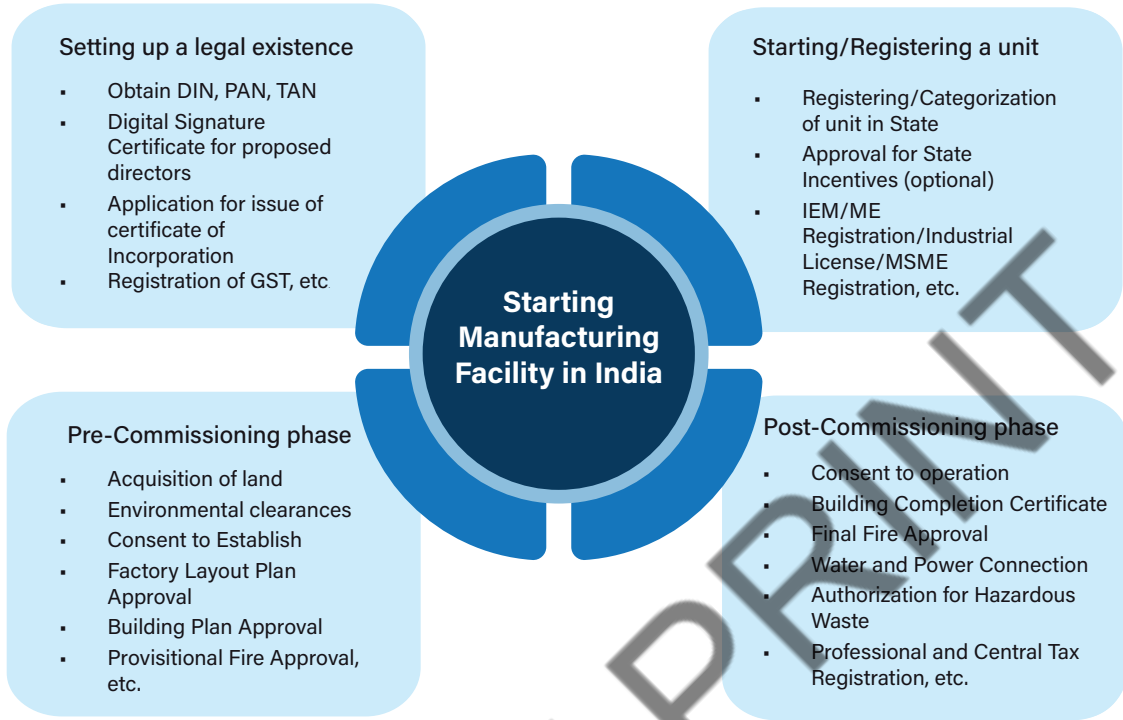 Setting up a legal existence
▪ Obtain DIN, PAN, TAN
▪ Digital Signature
Certificate for proposed
directors
▪ Application for issue of
certificate of
Incorporation
▪ Registration of GST, etc.
Starting/Registering a unit
▪ Registering/Categorization
of unit in State
▪ Approval for State
Incentives (optional)
▪ IEM/ME
Registration/Industrial
License/MSME
Registration, etc.
Starting
Manufacturing
Facility in India
Pre-Commissioning phase
▪ Acquisition of land
▪ Environmental clearances
▪ Consent to Establish
▪ Factory Layout Plan
Approval
▪ Building Plan Approval
▪ Provisitional Fire Approval,
etc.
Post-Commissioning phase
▪ Consent to operation
▪ Building Completion Certificate
▪ Final Fire Approval
▪ Water and Power Connection
▪ Authorization for Hazardous
Waste
▪ Professional and Central Tax
Registration, etc.
PRINT